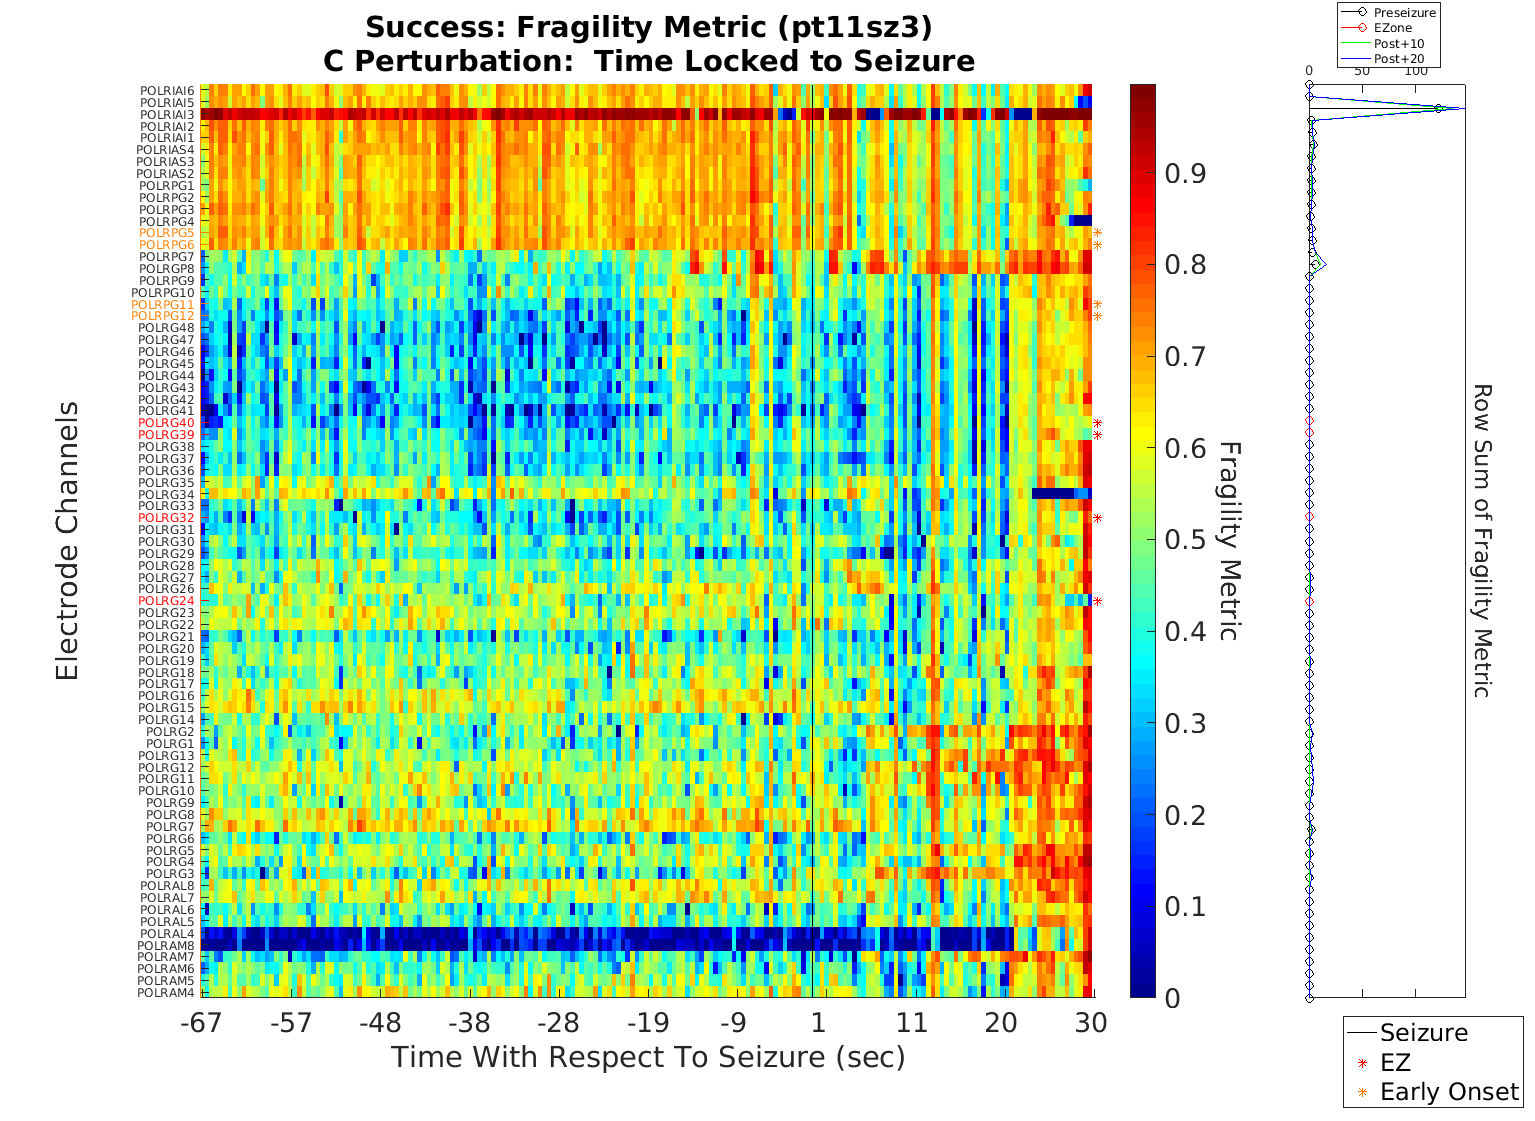 Success: Fragility Metric (pt11sz3)
C Perturbation:  Time Locked to Seizure
Preseizure
EZone
Post+10
Post+20
0 50 100
POLRIAI6
POLRIAI5
POLRIAI3
POLRIAI2
POLRIAI1
POLRIAS4
POLRIAS3
POLRIAS2
POLRPG1
POLRPG2
POLRPG3
POLRPG4
POLRPG5
POLRPG6
POLRPG7
POLRGP8
POLRPG9
POLRPG10
POLRPG11
POLRPG12
POLRG48
POLRG47
POLRG46
POLRG45
POLRG44
POLRG43
POLRG42
POLRG41
POLRG40
POLRG39
POLRG38
POLRG37
POLRG36
POLRG35
POLRG34
POLRG33
POLRG32
POLRG31
POLRG30
POLRG29
POLRG28
POLRG27
POLRG26
POLRG24
POLRG23
POLRG22
POLRG21
POLRG20
POLRG19
POLRG18
POLRG17
POLRG16
POLRG15
POLRG14
POLRG2
POLRG1
POLRG13
POLRG12
POLRG11
POLRG10
POLRG9
POLRG8
POLRG7
POLRG6
POLRG5
POLRG4
POLRG3
POLRAL8
POLRAL7
POLRAL6
POLRAL5
POLRAL4
POLRAM8
POLRAM7
POLRAM6
POLRAM5
POLRAM4
Electrode Channels
-67 -57 -48 -38 -28 -19 -9 1 11 20 30
Time With Respect To Seizure (sec)
0.9
0.8
0.7
0.6
0.5
0.4
0.3
0.2
0.1
0
Fragility Metric
Row Sum of Fragility Metric
Seizure
EZ
Early Onset